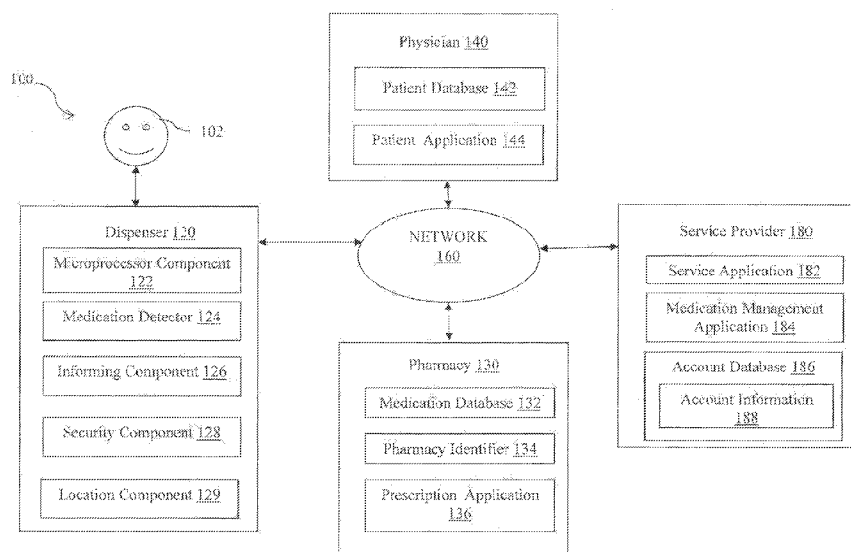 100
102
Physician 140
Patient Database 142
Patient Application 144
Dispenser 120
Microprocessor Component
122
Medication Detector 124
Informing Component 126
Security Component 128
Location Component 129
NETWORK
160
Pharmacy 130
Medication Database 132
Pharmacy Identifier 134
Prescription Application
136
Service Provider 180
Service Application 182
Medication Management
Application 184
Account Database 186
Account Information
188